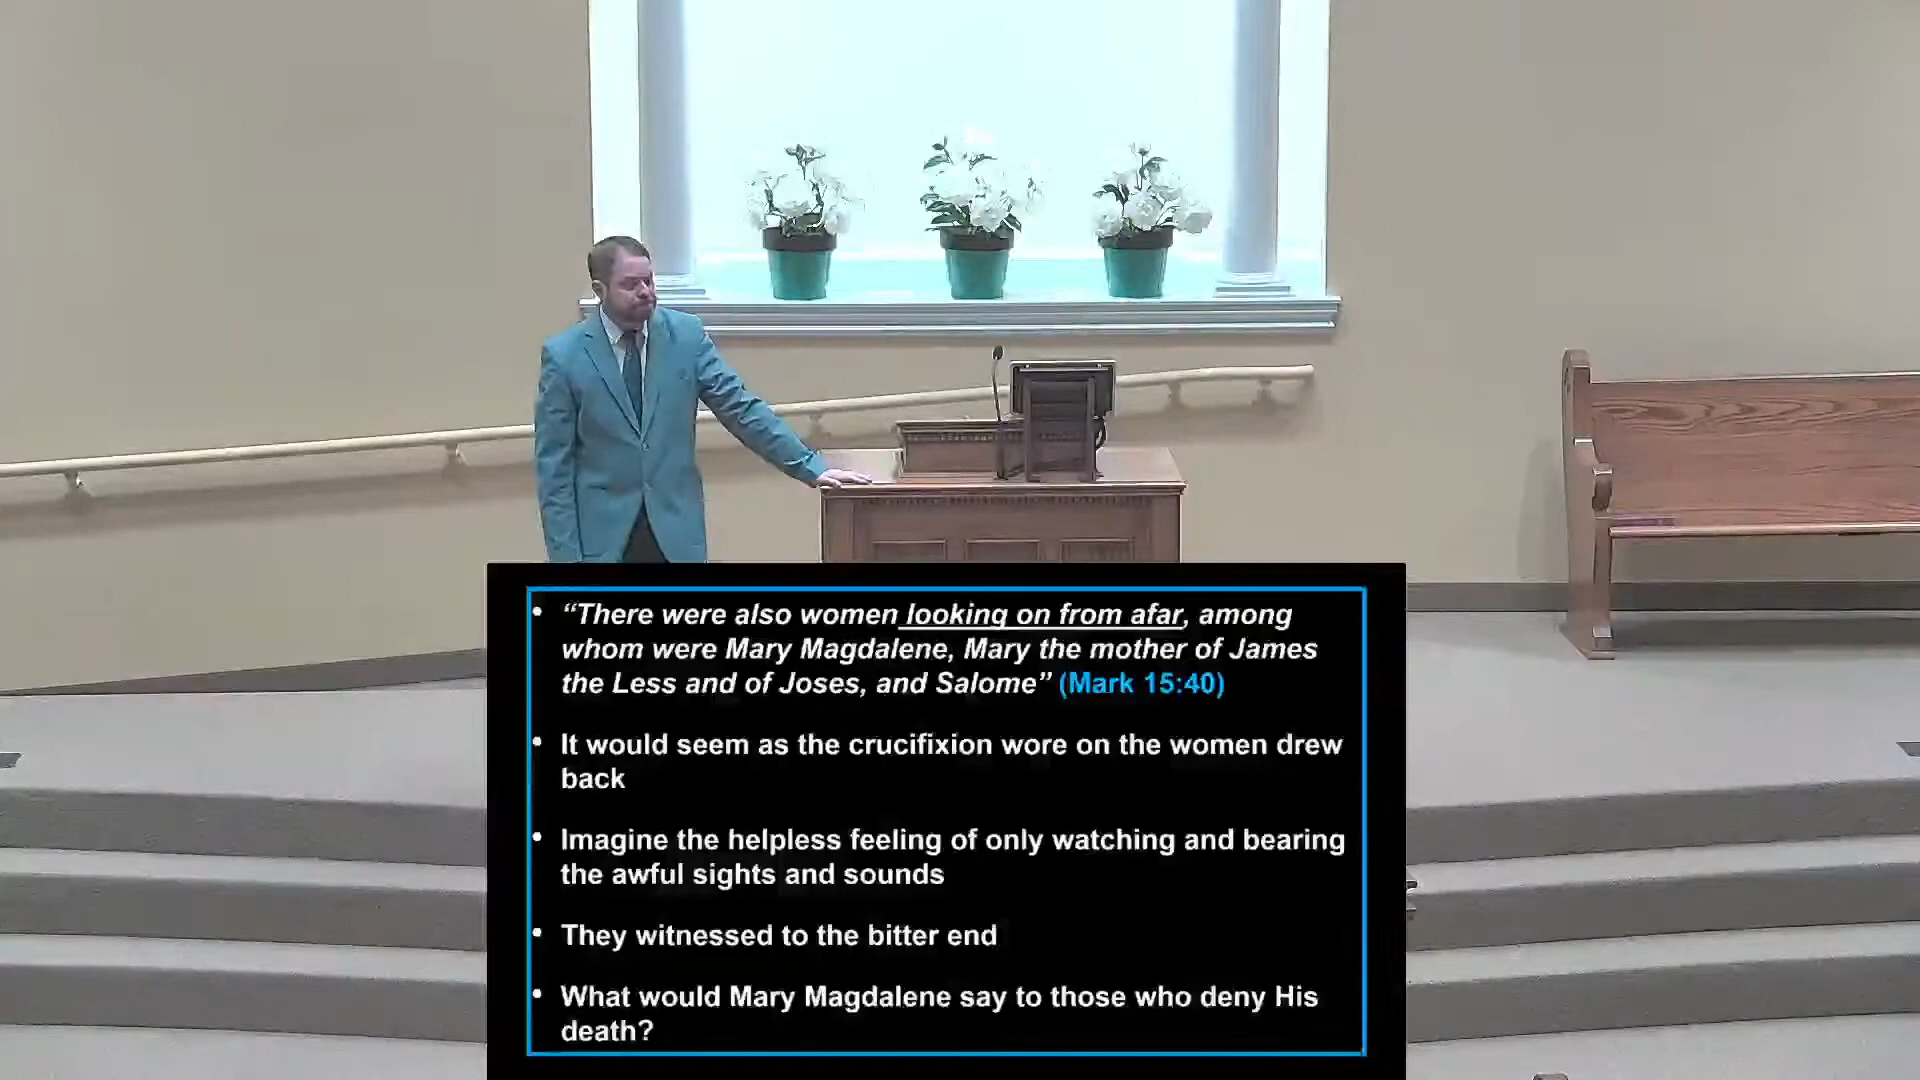 • “There were also women looking on from afar, among
whom were Mary Magdalene, Mary the mother of James
the Less and of Joses, and Salome” (Mark 15:40)
• It would seem as the crucifixion wore on the women drew
back
• Imagine the helpless feeling of only watching and bearing
the awful sights and sounds
• They witnessed to the bitter end
• What would Mary Magdalene say to those who deny His
death?